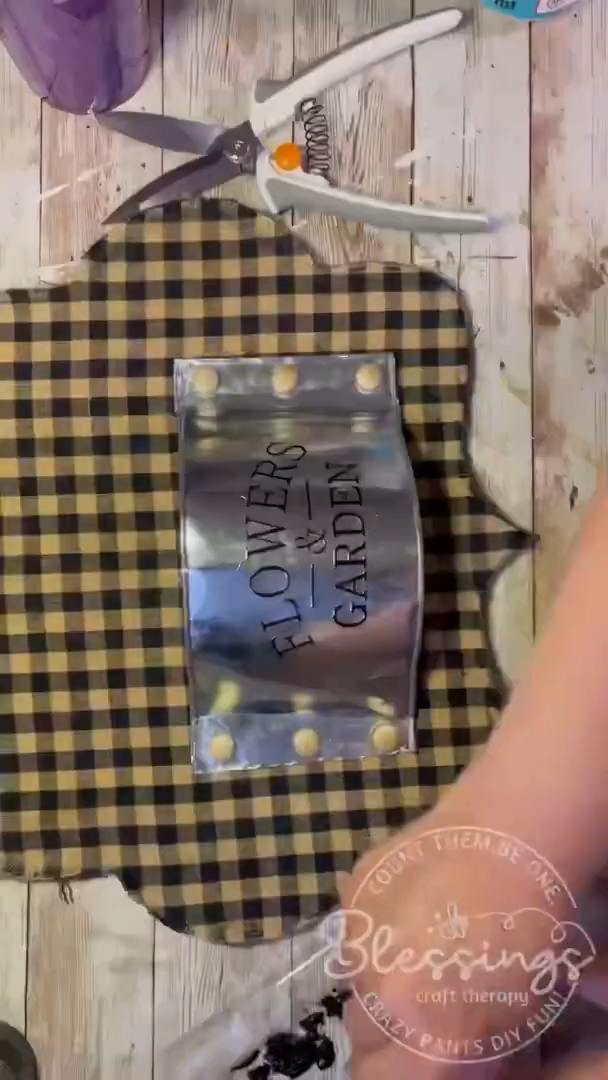 FLOWERS
&
GARDEN
COUNT THEM. BE ONE.
Blessings
craft therapy
CRAZY PANTS DIY FUN!